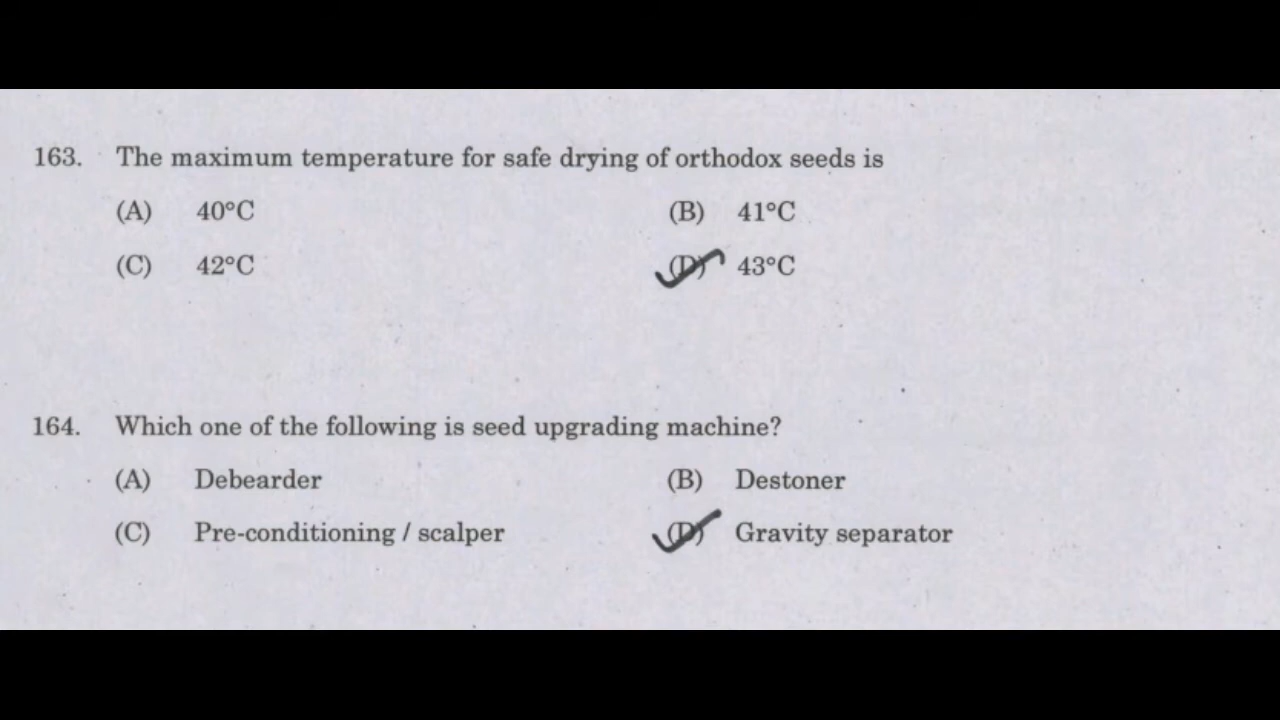 163. The maximum temperature for safe drying of orthodox seeds is
(A) 40°C (B) 41°C
(C) 42°C (D) 43°C
164. Which one of the following is seed upgrading machine?
(A) Debearder (B) Destoner
(C) Pre-conditioning / scalper (D) Gravity separator